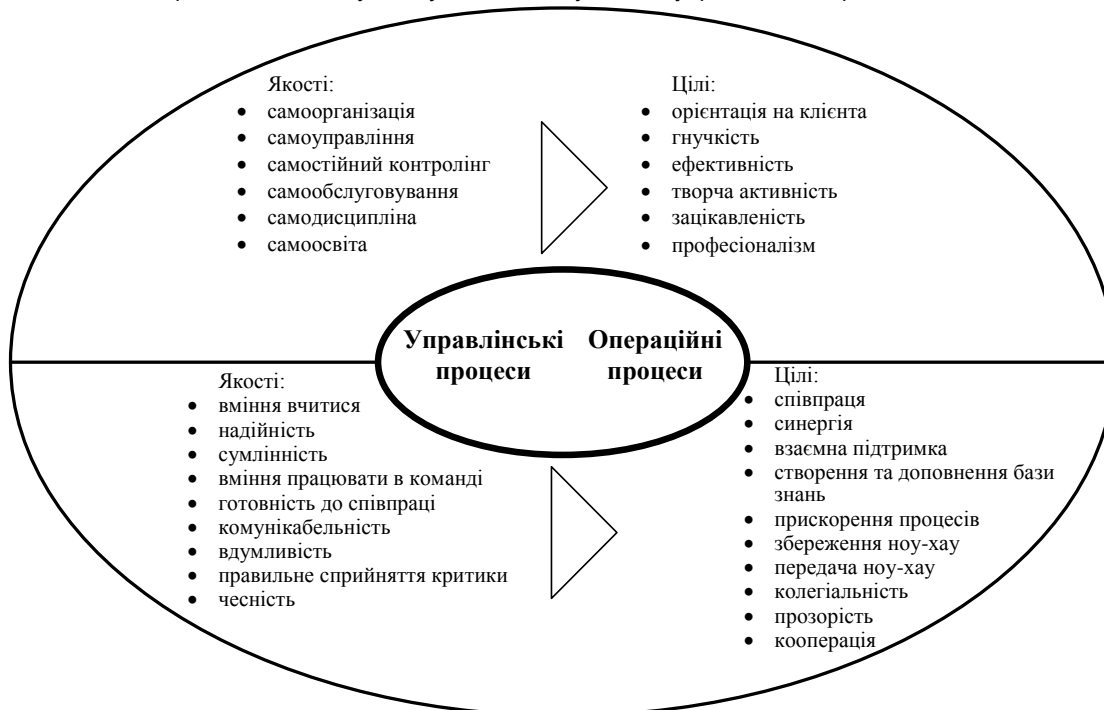 Якості:
• самоорганізація
• самоуправління
• самостійний контролінг
• самообслуговування
• самодисципліна
• самоосвіта
Цілі:
• орієнтація на клієнта
• гнучкість
• ефективність
• творча активність
• зацікавленість
• професіоналізм
Управлінські процеси
Операційні процеси
Якості:
• вміння вчитися
• надійність
• сумлінність
• вміння працювати в команді
• готовність до співпраці
• комунікабельність
• вдумливість
• правильне сприйняття критики
• чесність
Цілі:
• співпраця
• синергія
• взаємна підтримка
• створення та доповнення бази
знань
• прискорення процесів
• збереження ноу-хау
• передача ноу-хау
• колегіальність
• прозорість
• кооперація